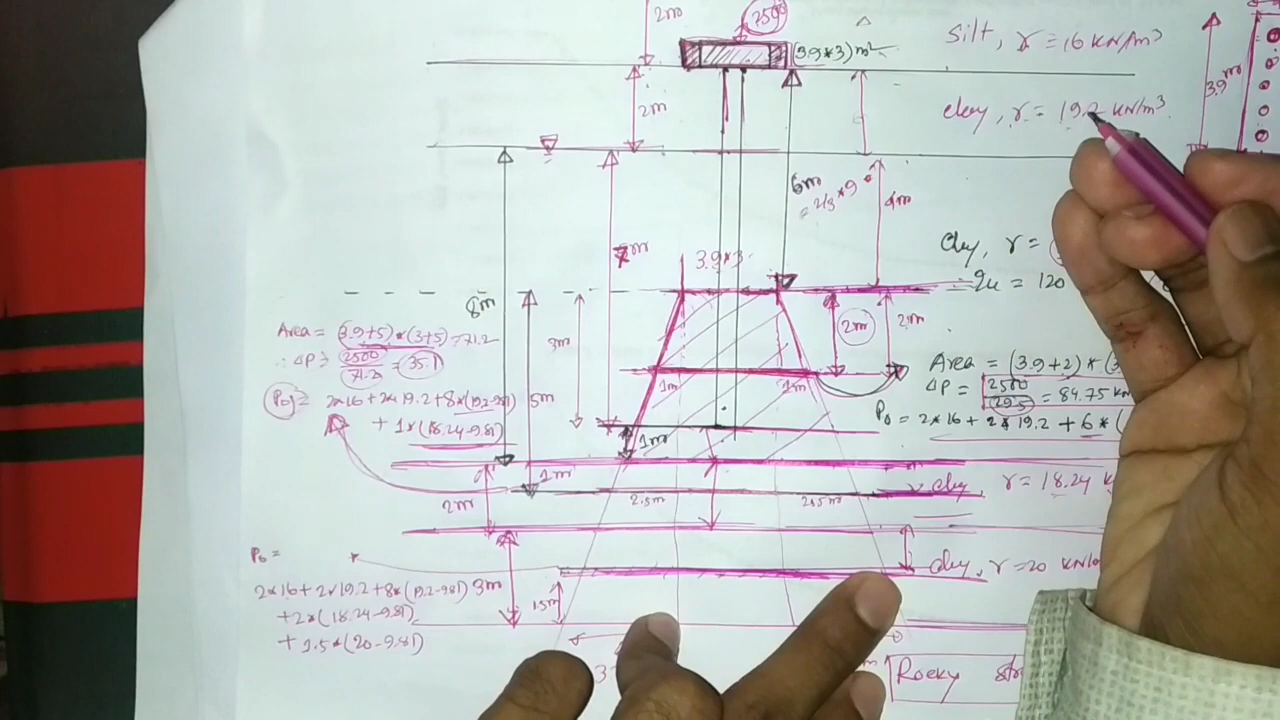 2m
2500
(3.9*3)m²
silt, γ = 16 kN/m³
2m
clay, γ = 19.2 kN/m³
3.9m
6m
= 2/3*9
4m
7m
8m
3.9*3
clay, γ =
qu = 120
Area = (3.9+5)*(3+5)=71.2
∴ ΔP = 2500/71.2 = 35.1
Po = 2*16+2*19.2+8*(19.2-9.81)
+ 1*(18.24-9.81)
5m
3m
2m
2m
1m
1m
Area = (3.9+2)*(3
ΔP = 2500/29.5 = 84.75 kN
Po = 2*16+2*19.2+6*(
1m
1m
2m
2.5m
2.5m
clay, γ = 18.24 k
Po =
2*16+2*19.2+8*(19.2-9.81)
+2*(18.24-9.81)
+ 1.5*(20-9.81)
3m
1.5m
clay, γ=20 kN/m
3
Rocky